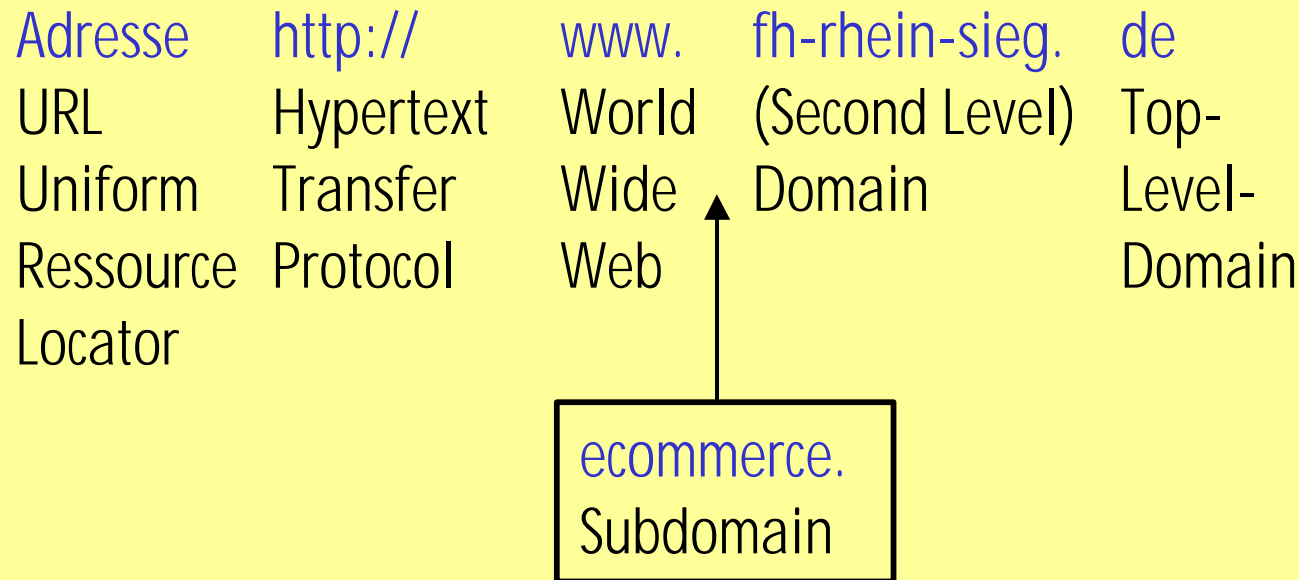 Adresse http:// www. fh-rhein-sieg. de
URL Hypertext World (Second Level) Top-
Uniform Transfer Wide Domain Level-
Ressource Protocol Web Domain
Locator
ecommerce.
Subdomain